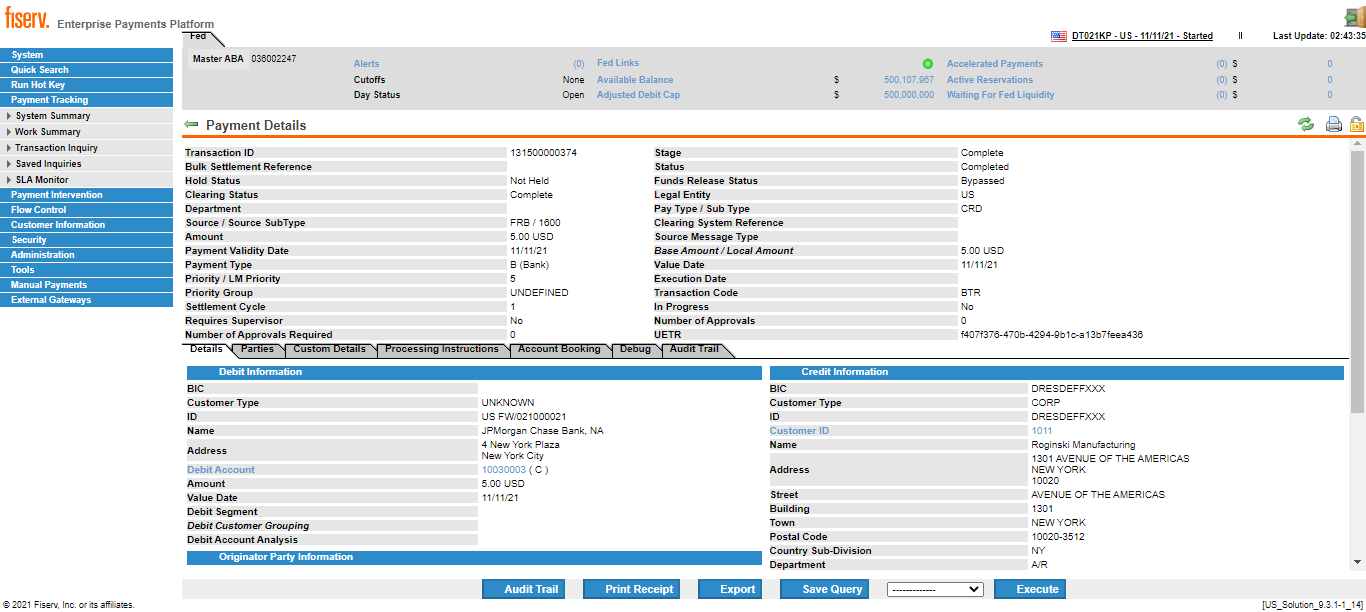 fiserv. Enterprise Payments Platform
DT021KP - US - 11/11/21 - Started II Last Update: 02:43:35
Fed
Master ABA 036002247
Alerts (0) Fed Links Accelerated Payments (0) $ 0
Cutoffs None Available Balance $ 500,107,967 Active Reservations (0) $ 0
Day Status Open Adjusted Debit Cap $ 500,000,000 Waiting For Fed Liquidity (0) $ 0
System
Quick Search
Run Hot Key
Payment Tracking
System Summary
Work Summary
Transaction Inquiry
Saved Inquiries
SLA Monitor
Payment Intervention
Flow Control
Customer Information
Security
Administration
Tools
Manual Payments
External Gateways
Payment Details
Transaction ID 131500000374 Stage Complete
Bulk Settlement Reference Status Completed
Hold Status Not Held Funds Release Status Bypassed
Clearing Status Complete Legal Entity US
Department Pay Type / Sub Type CRD
Source / Source SubType FRB / 1600 Clearing System Reference
Amount 5.00 USD Source Message Type
Payment Validity Date 11/11/21 Base Amount / Local Amount 5.00 USD
Payment Type B (Bank) Value Date 11/11/21
Priority / LM Priority 5 Execution Date
Priority Group UNDEFINED Transaction Code BTR
Settlement Cycle 1 In Progress No
Requires Supervisor No Number of Approvals 0
Number of Approvals Required 0 UETR f407f376-470b-4294-9b1c-a13b7feea436
Details Parties Custom Details Processing Instructions Account Booking Debug Audit Trail
Debit Information
BIC
Customer Type UNKNOWN
ID US FW/021000021
Name JPMorgan Chase Bank, NA
Address 4 New York Plaza
New York City
Debit Account 10030003 ( C )
Amount 5.00 USD
Value Date 11/11/21
Debit Segment
Debit Customer Grouping
Debit Account Analysis
Originator Party Information
Credit Information
BIC DRESDEFFXXX
Customer Type CORP
ID DRESDEFFXXX
Customer ID 1011
Name Roginski Manufacturing
Address 1301 AVENUE OF THE AMERICAS
NEW YORK
10020
Street AVENUE OF THE AMERICAS
Building 1301
Town NEW YORK
Postal Code 10020-3512
Country Sub-Division NY
Department A/R
Audit Trail Print Receipt Export Save Query ------------- Execute
© 2021 Fiserv, Inc. or its affiliates. [US_Solution_9.3.1-1_14]